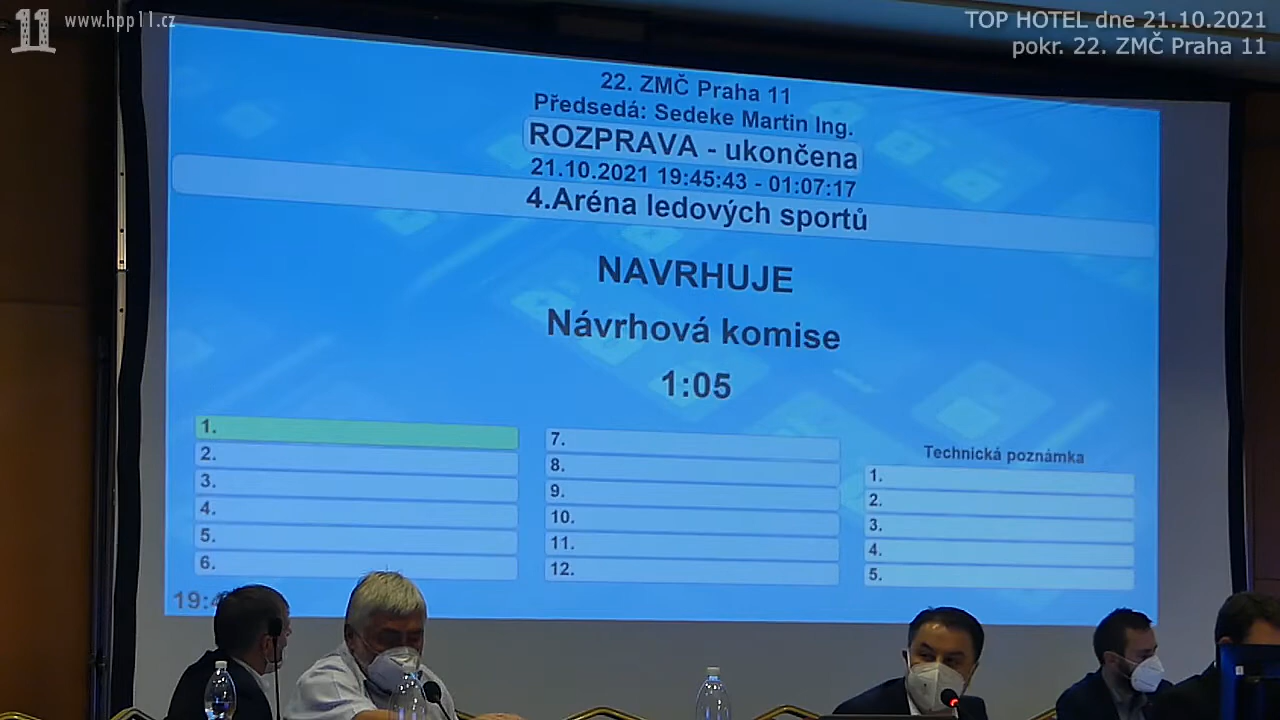 11 www.hpp11.cz
TOP HOTEL dne 21.10.2021
pokr. 22. ZMČ Praha 11
22. ZMČ Praha 11
Předsedá: Sedeke Martin Ing.
ROZPRAVA - ukončena
21.10.2021 19:45:43 - 01:07:17
4.Aréna ledových sportů
NAVRHUJE
Návrhová komise
1:05
1.
2.
3.
4.
5.
6.
7.
8.
9.
10.
11.
12.
Technická poznámka
1.
2.
3.
4.
5.